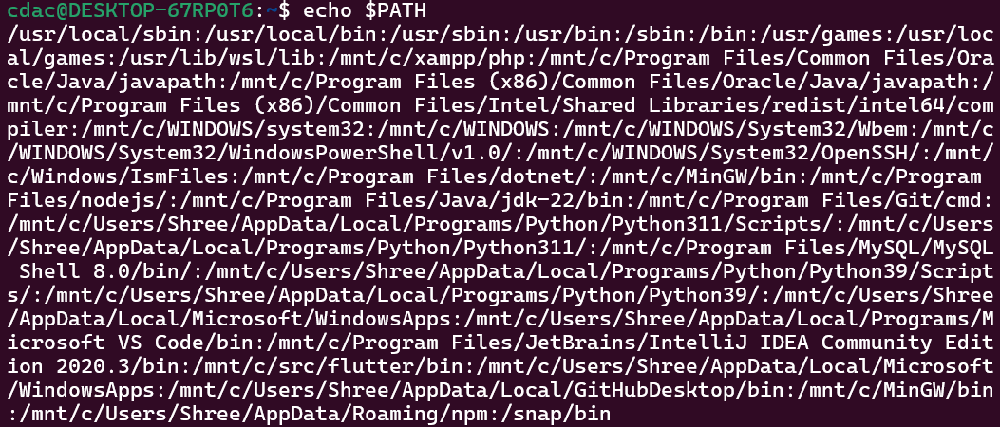 cdac@DESKTOP-67RP0T6:~$ echo $PATH
/usr/local/sbin:/usr/local/bin:/usr/sbin:/usr/bin:/sbin:/bin:/usr/games:/usr/loc
al/games:/usr/lib/wsl/lib:/mnt/c/xampp/php:/mnt/c/Program Files/Common Files/Ora
cle/Java/javapath:/mnt/c/Program Files (x86)/Common Files/Oracle/Java/javapath:/
mnt/c/Program Files (x86)/Common Files/Intel/Shared Libraries/redist/intel64/com
piler:/mnt/c/WINDOWS/system32:/mnt/c/WINDOWS:/mnt/c/WINDOWS/System32/Wbem:/mnt/c
/WINDOWS/System32/WindowsPowerShell/v1.0/:/mnt/c/WINDOWS/System32/OpenSSH/:/mnt/
c/Windows/IsmFiles:/mnt/c/Program Files/dotnet/:/mnt/c/MinGW/bin:/mnt/c/Program 
Files/nodejs/:/mnt/c/Program Files/Java/jdk-22/bin:/mnt/c/Program Files/Git/cmd:
/mnt/c/Users/Shree/AppData/Local/Programs/Python/Python311/Scripts/:/mnt/c/Users
/Shree/AppData/Local/Programs/Python/Python311/:/mnt/c/Program Files/MySQL/MySQL
 Shell 8.0/bin/:/mnt/c/Users/Shree/AppData/Local/Programs/Python/Python39/Script
s/:/mnt/c/Users/Shree/AppData/Local/Programs/Python/Python39/:/mnt/c/Users/Shree
/AppData/Local/Microsoft/WindowsApps:/mnt/c/Users/Shree/AppData/Local/Programs/M
icrosoft VS Code/bin:/mnt/c/Program Files/JetBrains/IntelliJ IDEA Community Edit
ion 2020.3/bin:/mnt/c/src/flutter/bin:/mnt/c/Users/Shree/AppData/Local/Microsoft
/WindowsApps:/mnt/c/Users/Shree/AppData/Local/GitHubDesktop/bin:/mnt/c/MinGW/bin
:/mnt/c/Users/Shree/AppData/Roaming/npm:/snap/bin